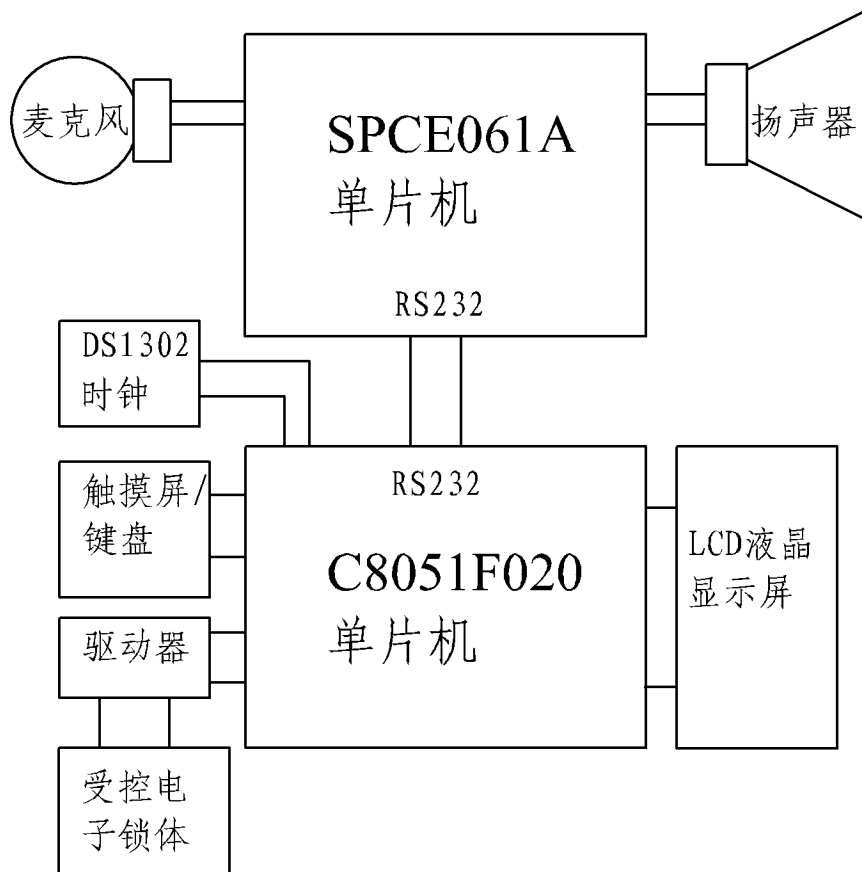 麦克风
SPCE061A
单片机
扬声器
RS232
DS1302
时钟
触摸屏/
键盘
RS232
C8051F020
单片机
LCD液晶
显示屏
驱动器
受控电
子锁体